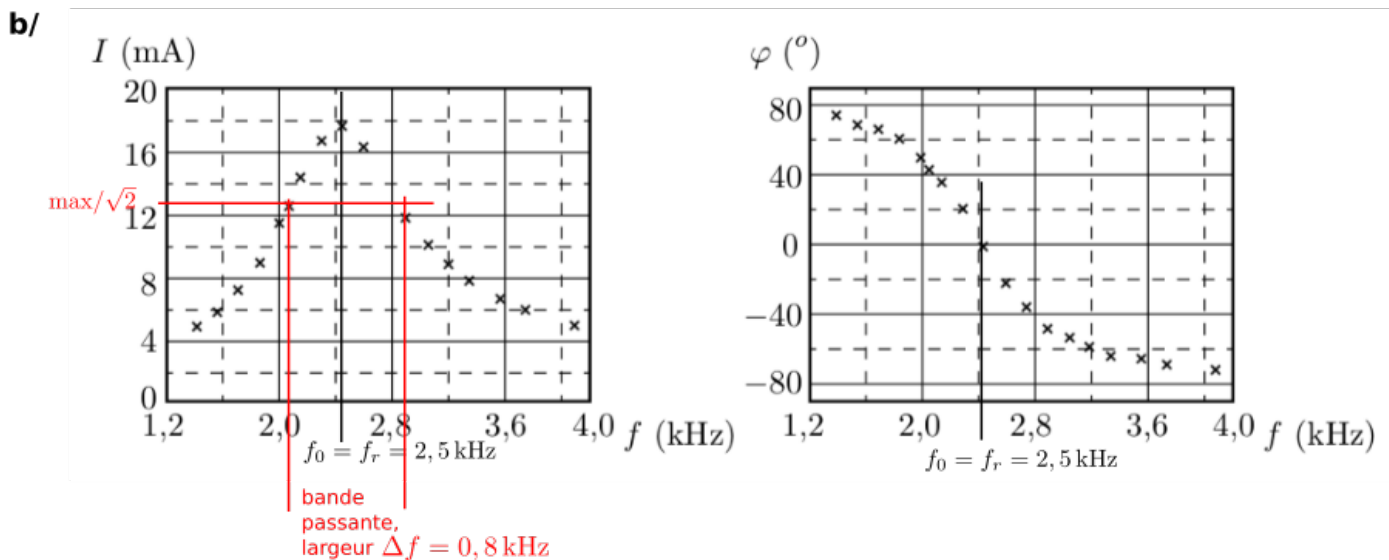 b/
I (mA)
20
16
max/√2
12
8
4
0
1,2 2,0 2,8 3,6 4,0 f (kHz)
f₀ = fᵣ = 2,5 kHz
bande
passante,
largeur Δf = 0,8 kHz
φ (°)
80
40
0
−40
−80
1,2 2,0 2,8 3,6 4,0 f (kHz)
f₀ = fᵣ = 2,5 kHz